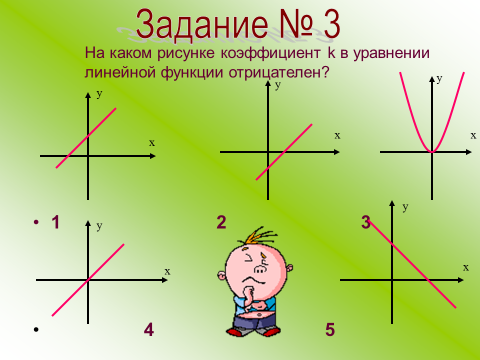 Задание № 3
На каком рисунке коэффициент k в уравнении
линейной функции отрицателен?
y
x
y
x
y
x
• 1 2 3
y
x
y
x
• 4 5